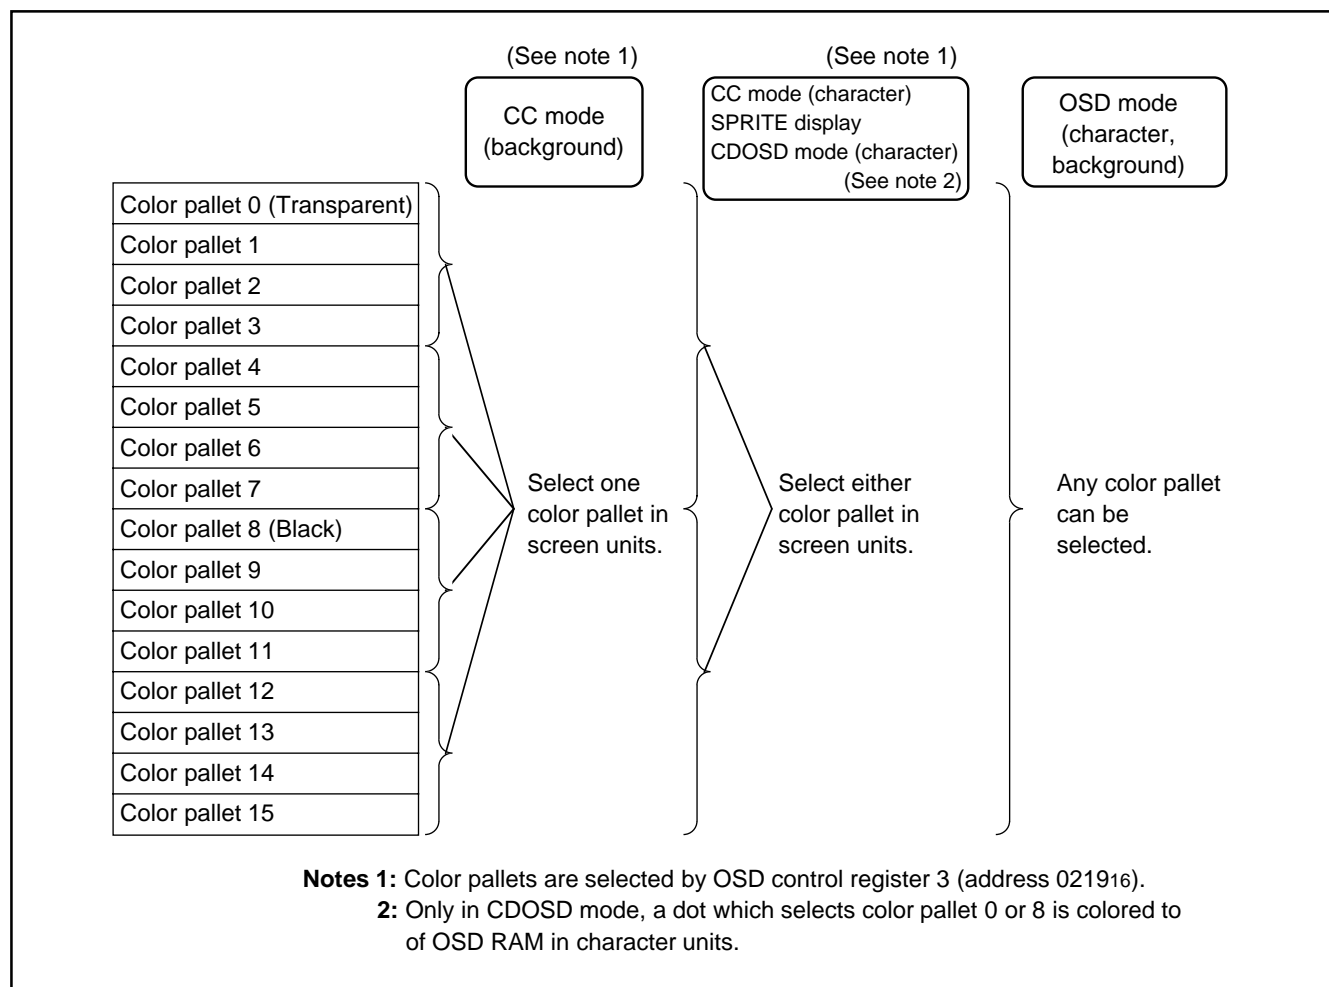 (See note 1)
CC mode
(background)
(See note 1)
CC mode (character)
SPRITE display
CDOSD mode (character)
(See note 2)
OSD mode
(character,
background)
Color pallet 0 (Transparent)
Color pallet 1
Color pallet 2
Color pallet 3
Color pallet 4
Color pallet 5
Color pallet 6
Color pallet 7
Color pallet 8 (Black)
Color pallet 9
Color pallet 10
Color pallet 11
Color pallet 12
Color pallet 13
Color pallet 14
Color pallet 15
Select one
color pallet in
screen units.
Select either
color pallet in
screen units.
Any color pallet
can be
selected.
Notes 1: Color pallets are selected by OSD control register 3 (address 021916).
2: Only in CDOSD mode, a dot which selects color pallet 0 or 8 is colored to
of OSD RAM in character units.